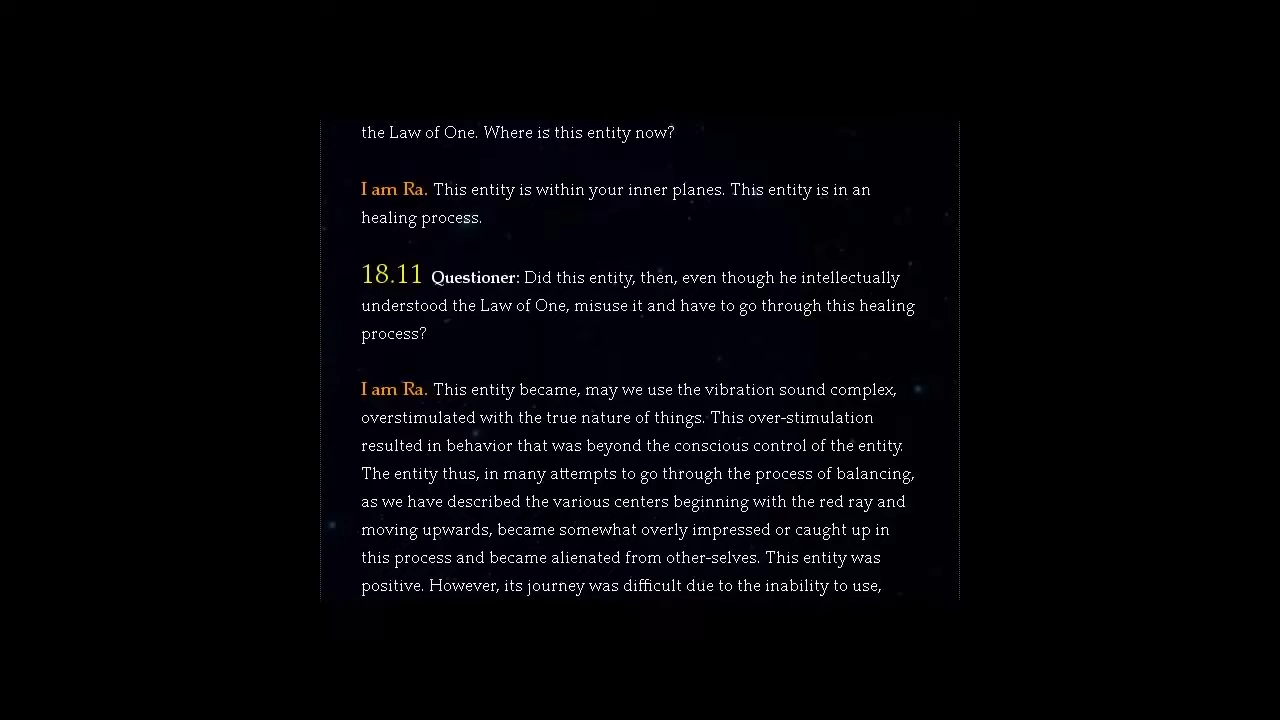 the Law of One. Where is this entity now?
I am Ra. This entity is within your inner planes. This entity is in an
healing process.
18.11 Questioner: Did this entity, then, even though he intellectually
understood the Law of One, misuse it and have to go through this healing
process?
I am Ra. This entity became, may we use the vibration sound complex,
overstimulated with the true nature of things. This over-stimulation
resulted in behavior that was beyond the conscious control of the entity.
The entity thus, in many attempts to go through the process of balancing,
as we have described the various centers beginning with the red ray and
moving upwards, became somewhat overly impressed or caught up in
this process and became alienated from other-selves. This entity was
positive. However, its journey was difficult due to the inability to use,